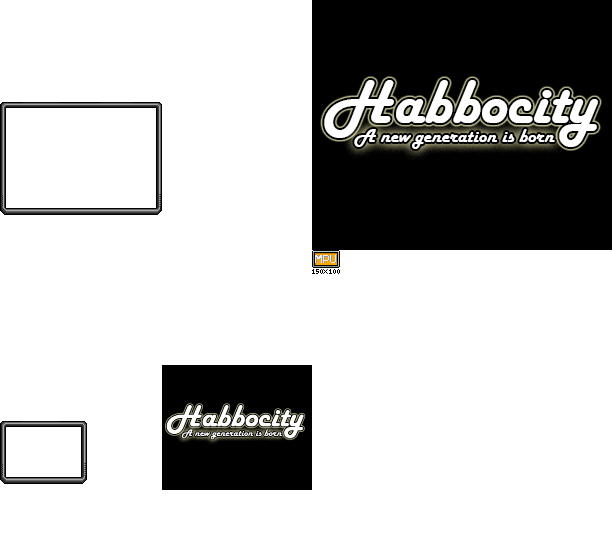 Habbocity
A new generation is born
MPU
150X100
Habbocity
A new generation is born